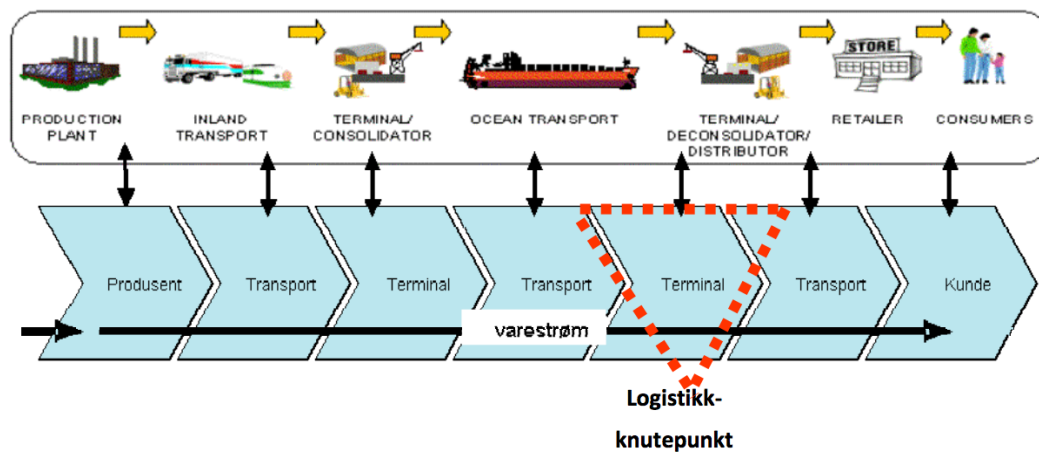 STORE
PRODUCTION
PLANT
INLAND
TRANSPORT
TERMINAL/
CONSOLIDATOR
OCEAN TRANSPORT
TERMINAL/
DECONSOLIDATOR/
DISTRIBUTOR
RETAILER
CONSUMERS
Produsent
Transport
Terminal
Transport
Terminal
Transport
Kunde
varestrøm
Logistikk-
knutepunkt